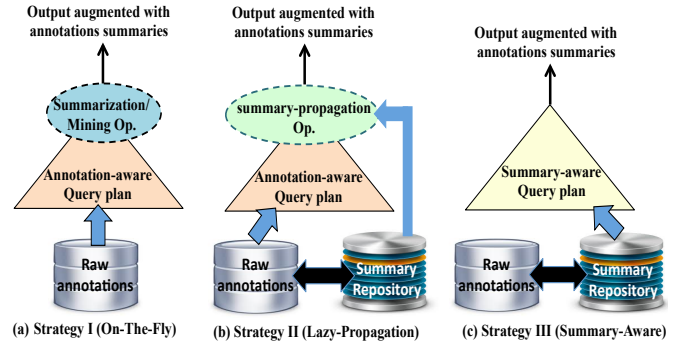 Output augmented with
annotations summaries
Summarization/
Mining Op.
Annotation-aware
Query plan
Raw
annotations
(a) Strategy I (On-The-Fly)
Output augmented with
annotations summaries
summary-propagation
Op.
Annotation-aware
Query plan
Raw
annotations
Summary
Repository
(b) Strategy II (Lazy-Propagation)
Output augmented with
annotations summaries
Summary-aware
Query plan
Raw
annotations
Summary
Repository
(c) Strategy III (Summary-Aware)